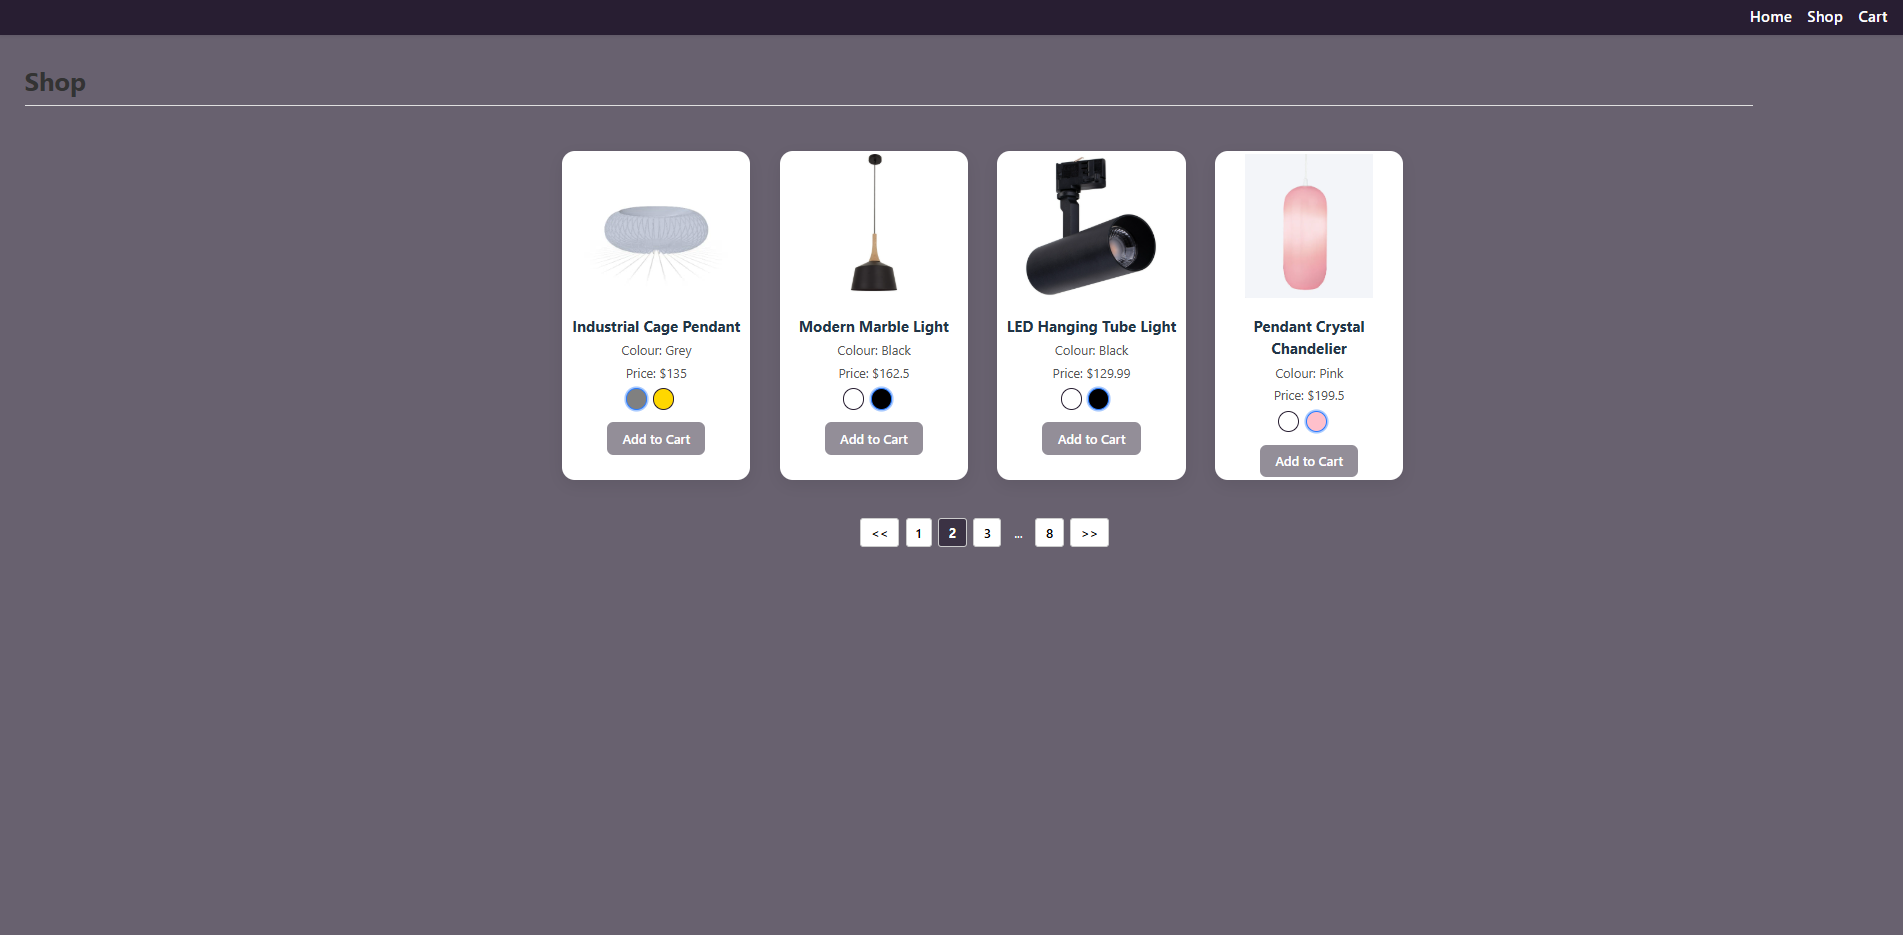 Home Shop Cart
Shop
Industrial Cage Pendant
Colour: Grey
Price: $135
Add to Cart
Modern Marble Light
Colour: Black
Price: $162.5
Add to Cart
LED Hanging Tube Light
Colour: Black
Price: $129.99
Add to Cart
Pendant Crystal
Chandelier
Colour: Pink
Price: $199.5
Add to Cart
<< 1 2 3 ... 8 >>